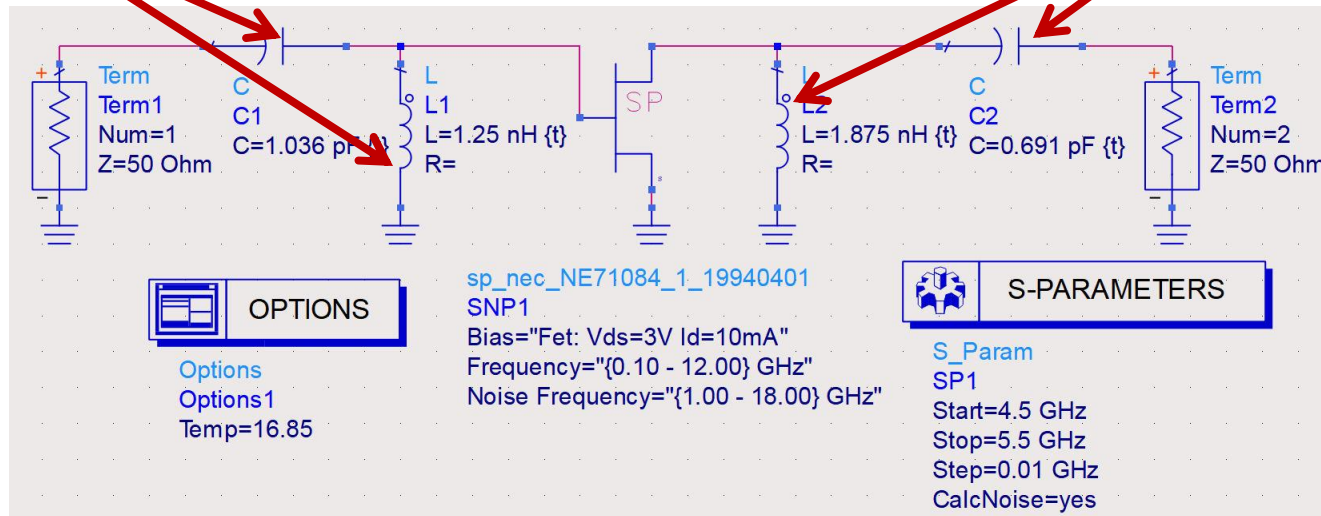 +
Term
Term1
Num=1
Z=50 Ohm
−
C
C1
C=1.036 pF
L
L1
L=1.25 nH {t}
R=
SP
s
L
L2
L=1.875 nH {t}
R=
C
C2
C=0.691 pF {t}
+
Term
Term2
Num=2
Z=50 Ohm
−
OPTIONS
Options
Options1
Temp=16.85
sp_nec_NE71084_1_19940401
SNP1
Bias="Fet: Vds=3V Id=10mA"
Frequency="{0.10 - 12.00} GHz"
Noise Frequency="{1.00 - 18.00} GHz"
S-PARAMETERS
S_Param
SP1
Start=4.5 GHz
Stop=5.5 GHz
Step=0.01 GHz
CalcNoise=yes